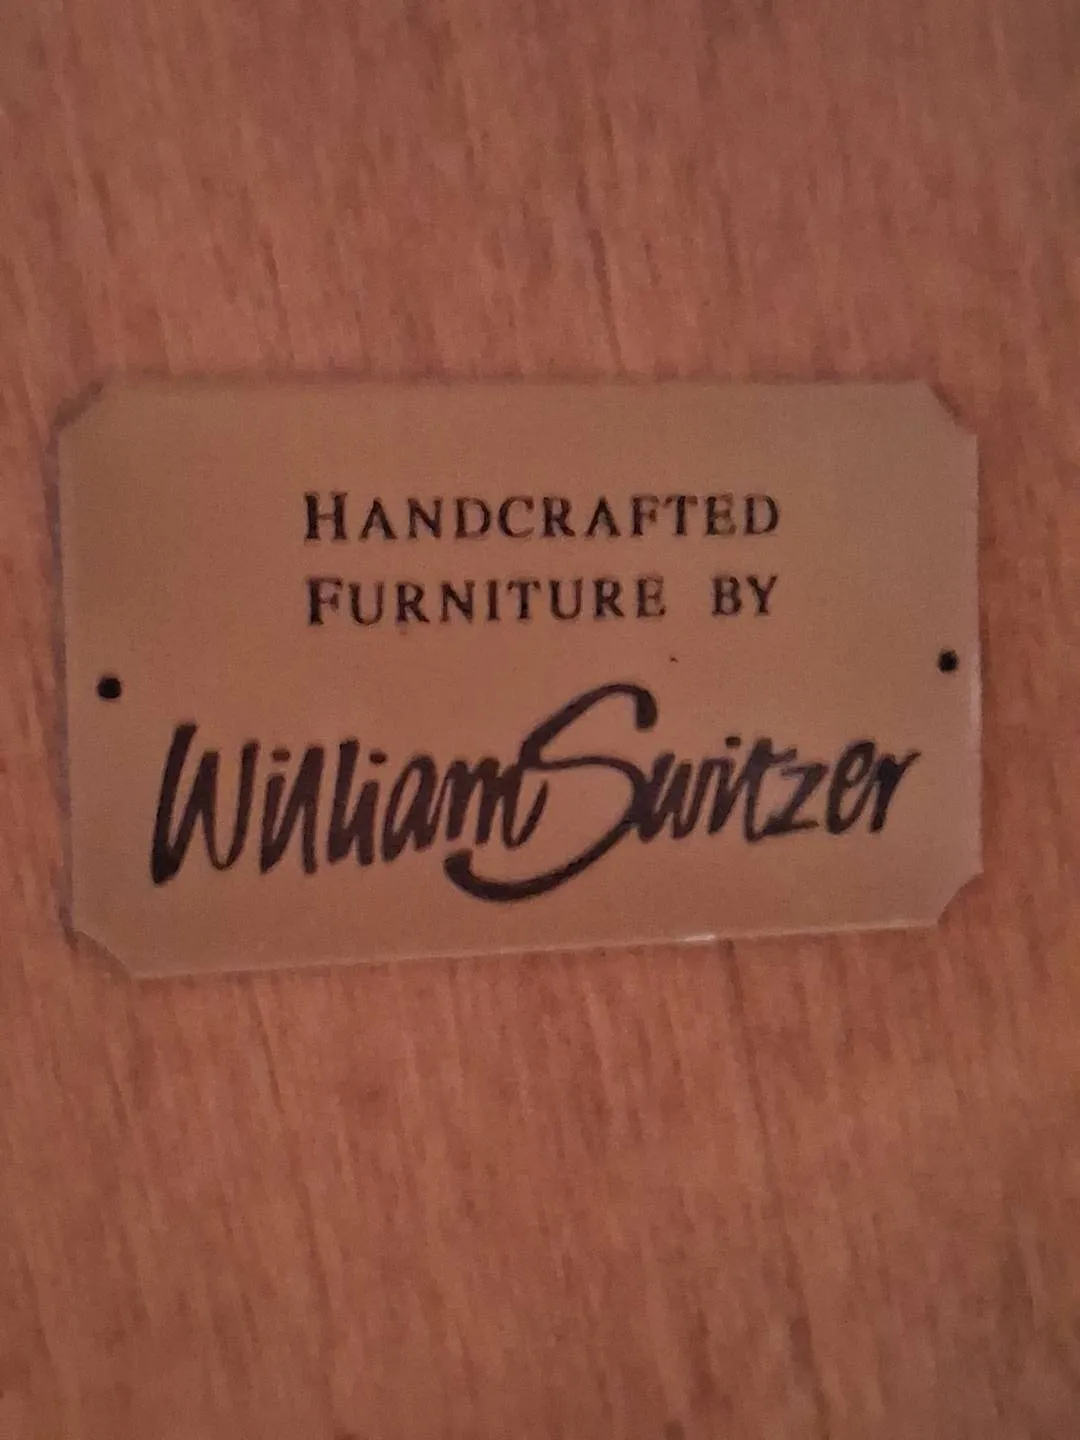 HANDCRAFTED
FURNITURE BY
William Switzer